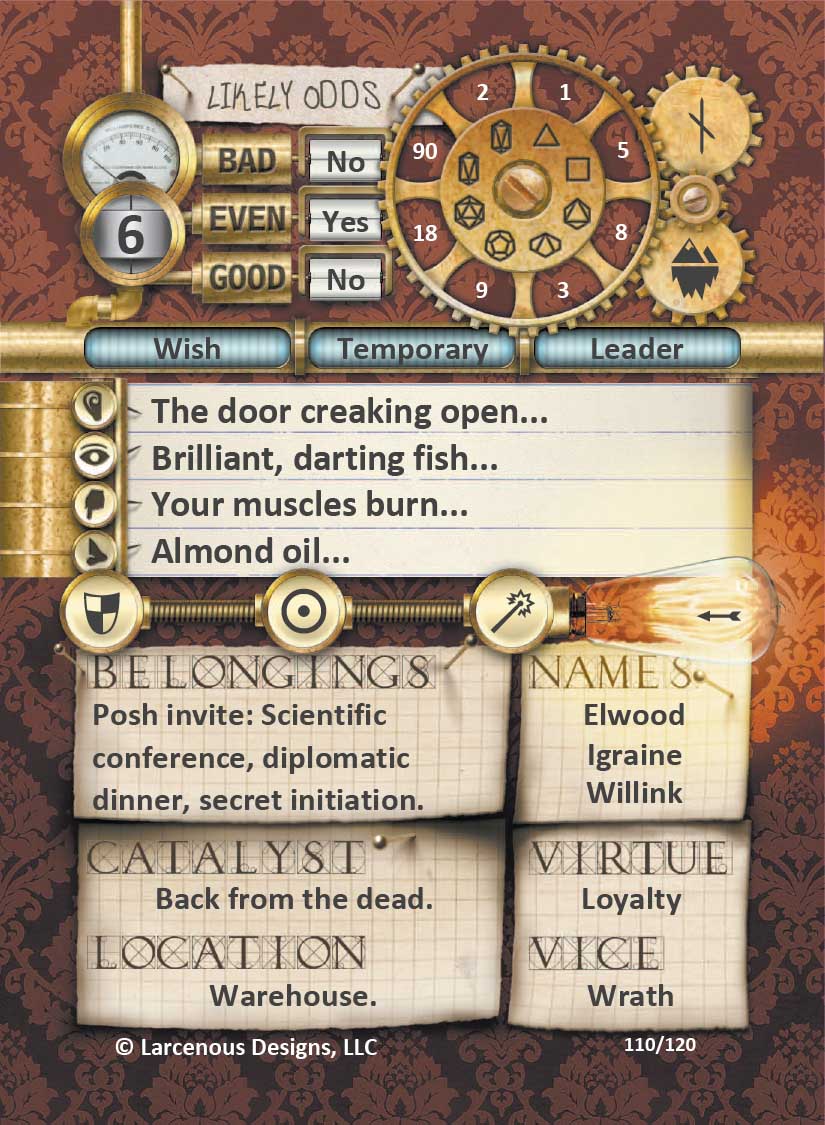 LIKELY ODDS
BAD No
6 EVEN Yes
GOOD No
2 1
90 5
18 8
9 3
Wish Temporary Leader
The door creaking open...
Brilliant, darting fish...
Your muscles burn...
Almond oil...
BELONGINGS
Posh invite: Scientific
conference, diplomatic
dinner, secret initiation.
NAMES
Elwood
Igraine
Willink
CATALYST
Back from the dead.
LOCATION
Warehouse.
VIRTUE
Loyalty
VICE
Wrath
© Larcenous Designs, LLC 110/120